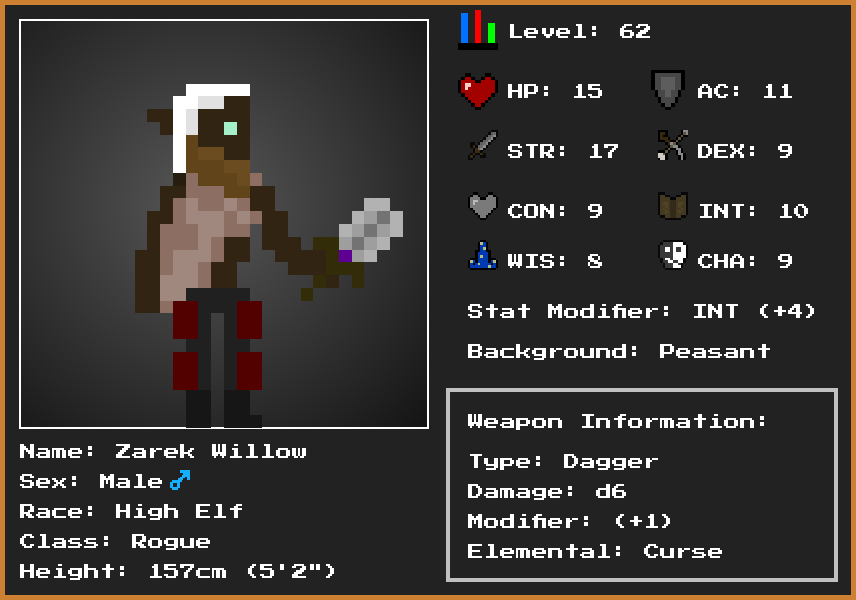 Level: 62
HP: 15
AC: 11
STR: 17
DEX: 9
CON: 9
INT: 10
WIS: 8
CHA: 9
Stat Modifier: INT (+4)
Background: Peasant
Weapon Information:
Type: Dagger
Damage: d6
Modifier: (+1)
Elemental: Curse
Name: Zarek Willow
Sex: Male♂
Race: High Elf
Class: Rogue
Height: 157cm (5'2")